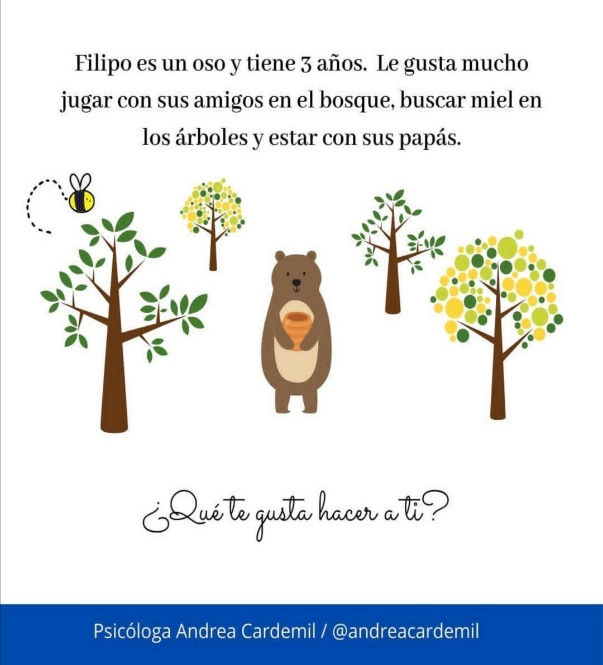 Filipo es un oso y tiene 3 años. Le gusta mucho
jugar con sus amigos en el bosque, buscar miel en
los árboles y estar con sus papás.
¿Qué te gusta hacer a ti?
Psicóloga Andrea Cardemil / @andreacardemil